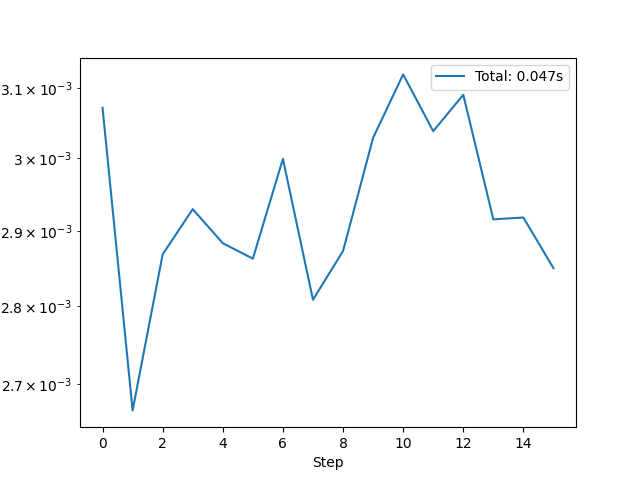 Total: 0.047s
3.1 × 10⁻³
3 × 10⁻³
2.9 × 10⁻³
2.8 × 10⁻³
2.7 × 10⁻³
0 2 4 6 8 10 12 14
Step